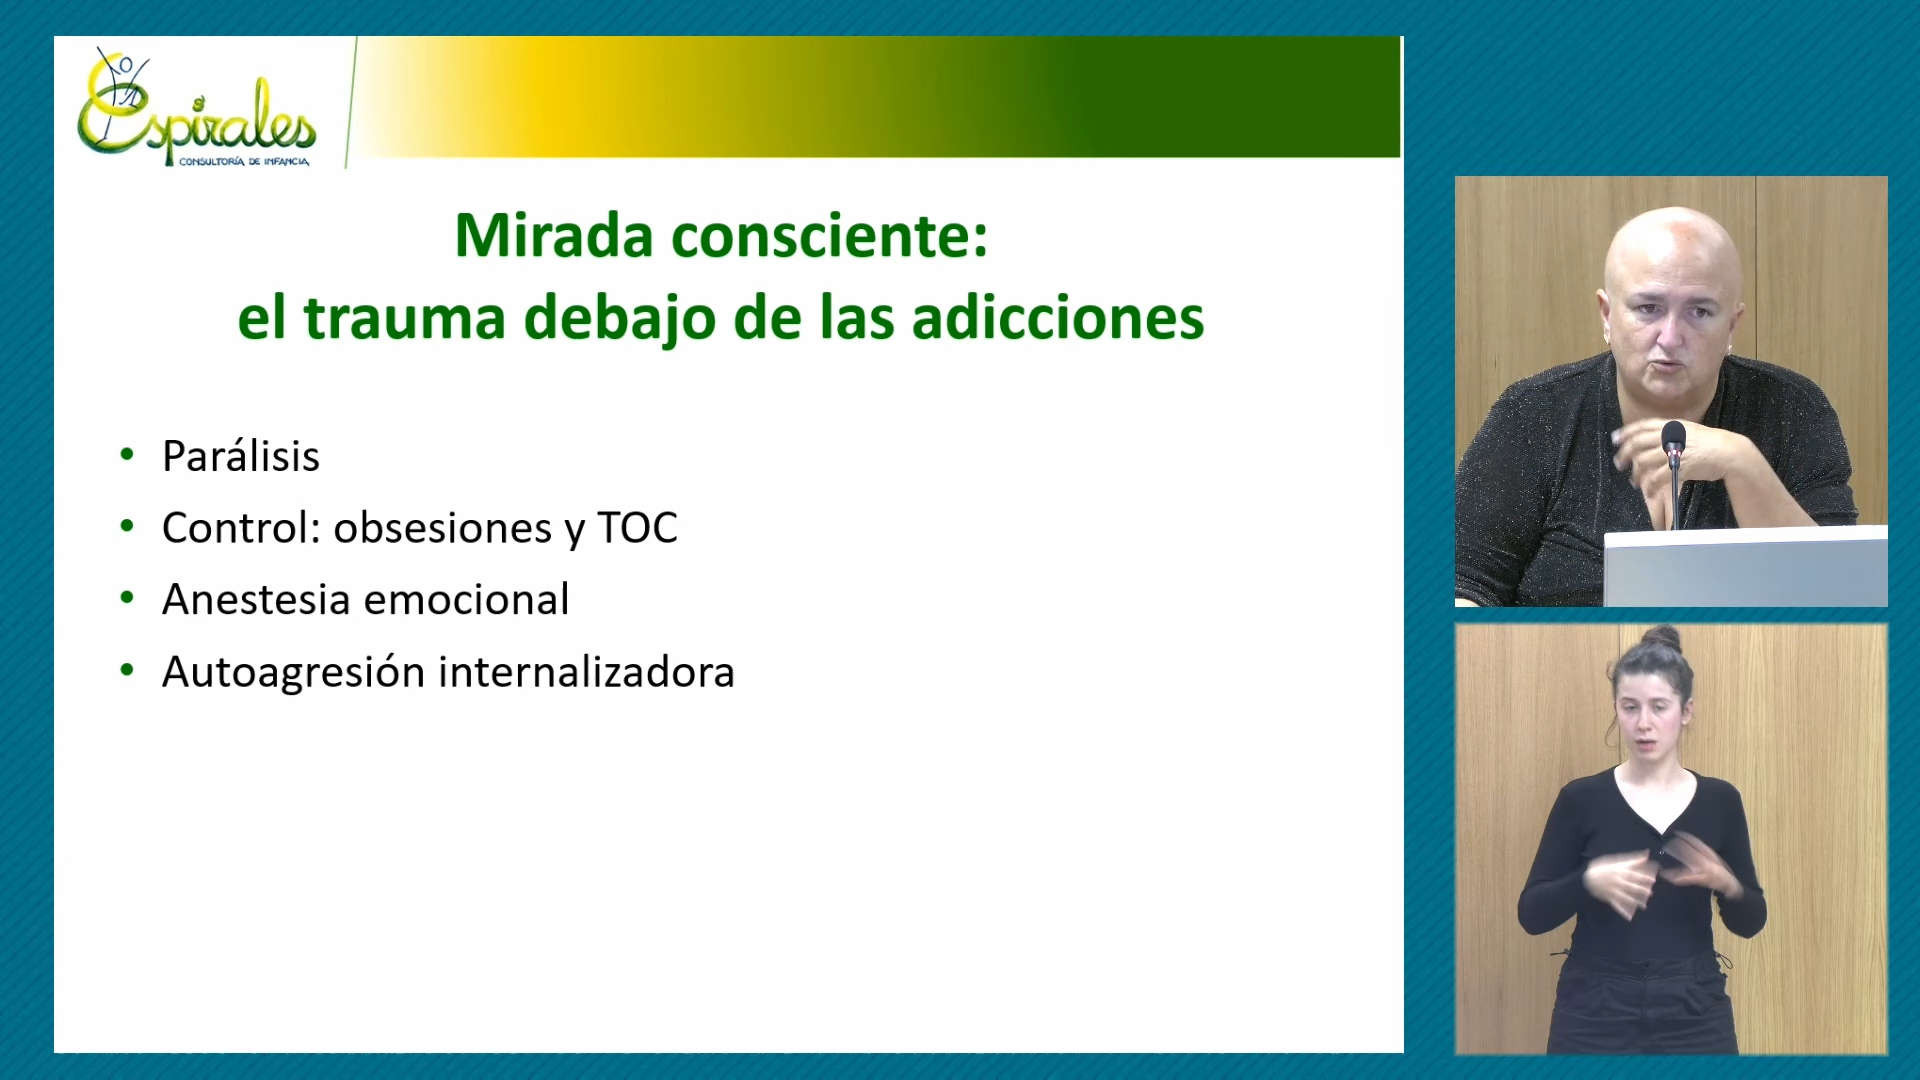 Espirales
CONSULTORÍA DE INFANCIA
Mirada consciente:
el trauma debajo de las adicciones
• Parálisis
• Control: obsesiones y TOC
• Anestesia emocional
• Autoagresión internalizadora